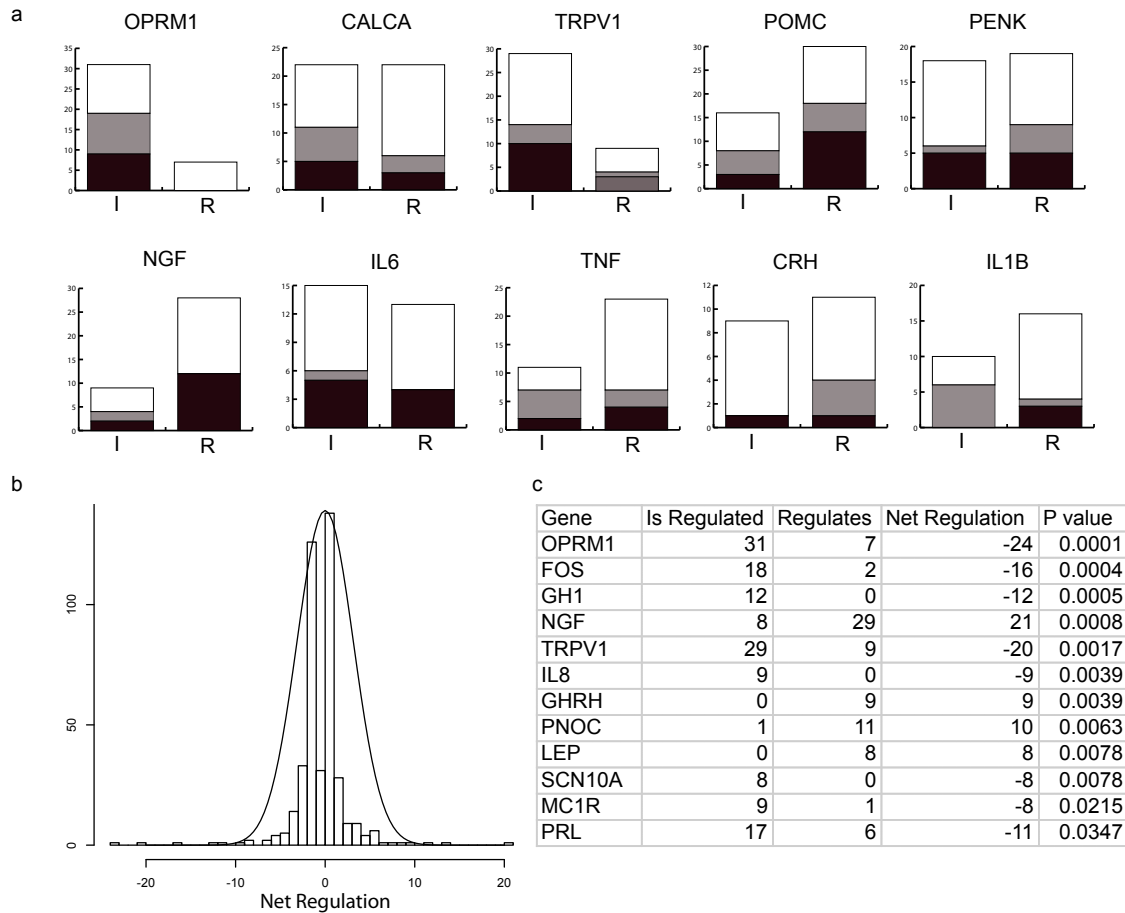 a
OPRM1 CALCA TRPV1 POMC PENK
35 30 25 20 15 10 5 0
I R
25 20 15 10 5 0
I R
30 25 20 15 10 5 0
I R
30 25 20 15 10 5 0
I R
20 15 10 5 0
I R
NGF IL6 TNF CRH IL1B
30 25 20 15 10 5 0
I R
15 12 9 6 3 0
I R
25 20 15 10 5 0
I R
12 10 8 6 4 2 0
I R
20 15 10 5 0
I R
b
100
50
0
-20 -10 0 10 20
Net Regulation
c
Gene Is Regulated Regulates Net Regulation P value
OPRM1 31 7 -24 0.0001
FOS 18 2 -16 0.0004
GH1 12 0 -12 0.0005
NGF 8 29 21 0.0008
TRPV1 29 9 -20 0.0017
IL8 9 0 -9 0.0039
GHRH 0 9 9 0.0039
PNOC 1 11 10 0.0063
LEP 0 8 8 0.0078
SCN10A 8 0 -8 0.0078
MC1R 9 1 -8 0.0215
PRL 17 6 -11 0.0347